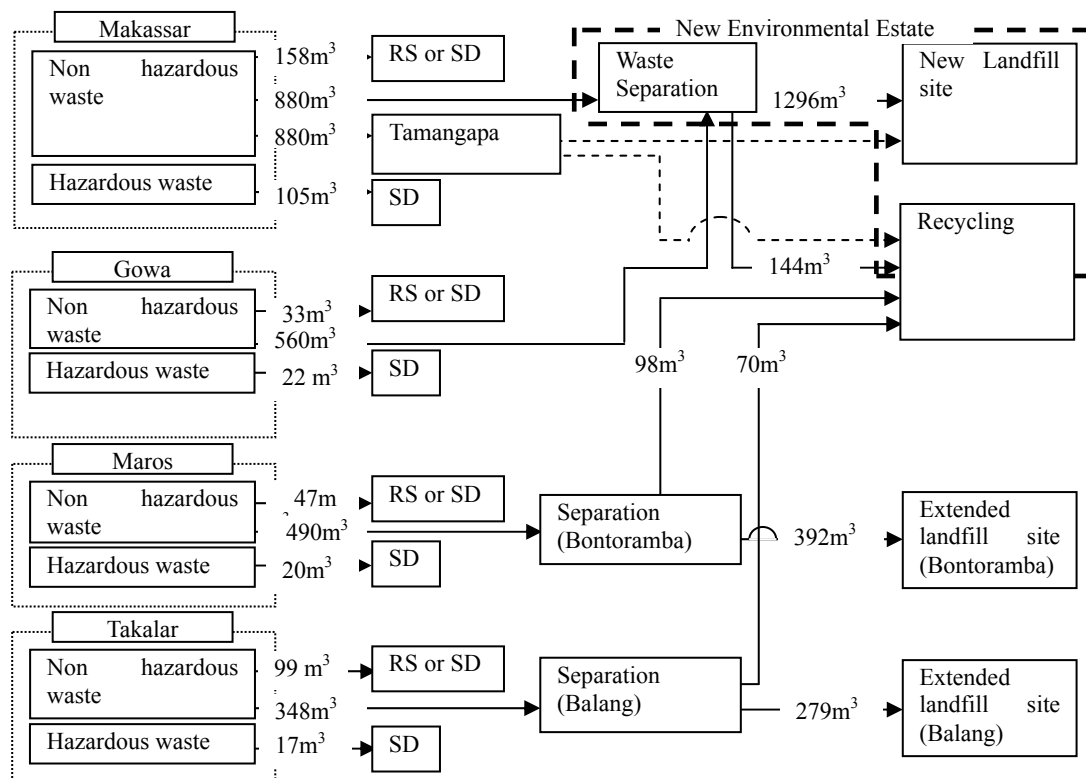 Makassar
New Environmental Estate
Non hazardous
waste
158m³
RS or SD
880m³
Waste
Separation
1296m³
New Landfill
site
880m³
Tamangapa
Hazardous waste
105m³
SD
Recycling
144m³
Gowa
Non hazardous
waste
33m³
RS or SD
560m³
Hazardous waste
22 m³
SD
98m³
70m³
Maros
Non hazardous
waste
47m
RS or SD
490m³
Separation
(Bontoramba)
392m³
Extended
landfill site
(Bontoramba)
Hazardous waste
20m³
SD
Takalar
Non hazardous
waste
99 m³
RS or SD
348m³
Separation
(Balang)
279m³
Extended
landfill site
(Balang)
Hazardous waste
17m³
SD